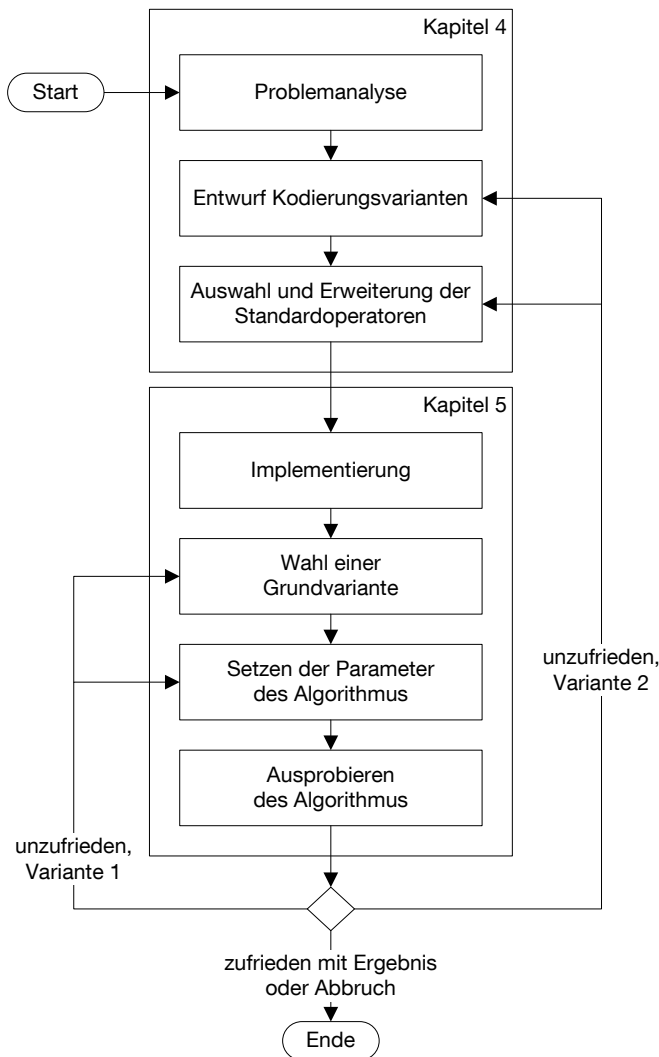 Kapitel 4
Start
Problemanalyse
Entwurf Kodierungsvarianten
Auswahl und Erweiterung der
Standardoperatoren
Kapitel 5
Implementierung
Wahl einer
Grundvariante
Setzen der Parameter
des Algorithmus
unzufrieden,
Variante 2
Ausprobieren
des Algorithmus
unzufrieden,
Variante 1
zufrieden mit Ergebnis
oder Abbruch
Ende